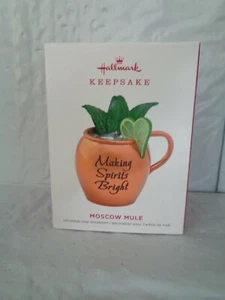 Hallmark
KEEPSAKE
Making
Spirits
Bright
MOSCOW MULE